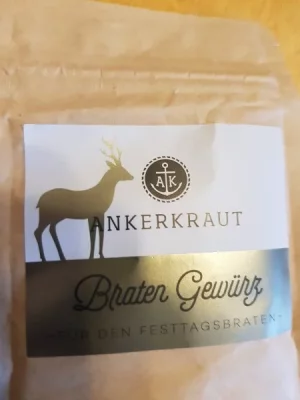 AK
ANKERKRAUT
Braten Gewürz
FÜR DEN FESTTAGSBRATEN